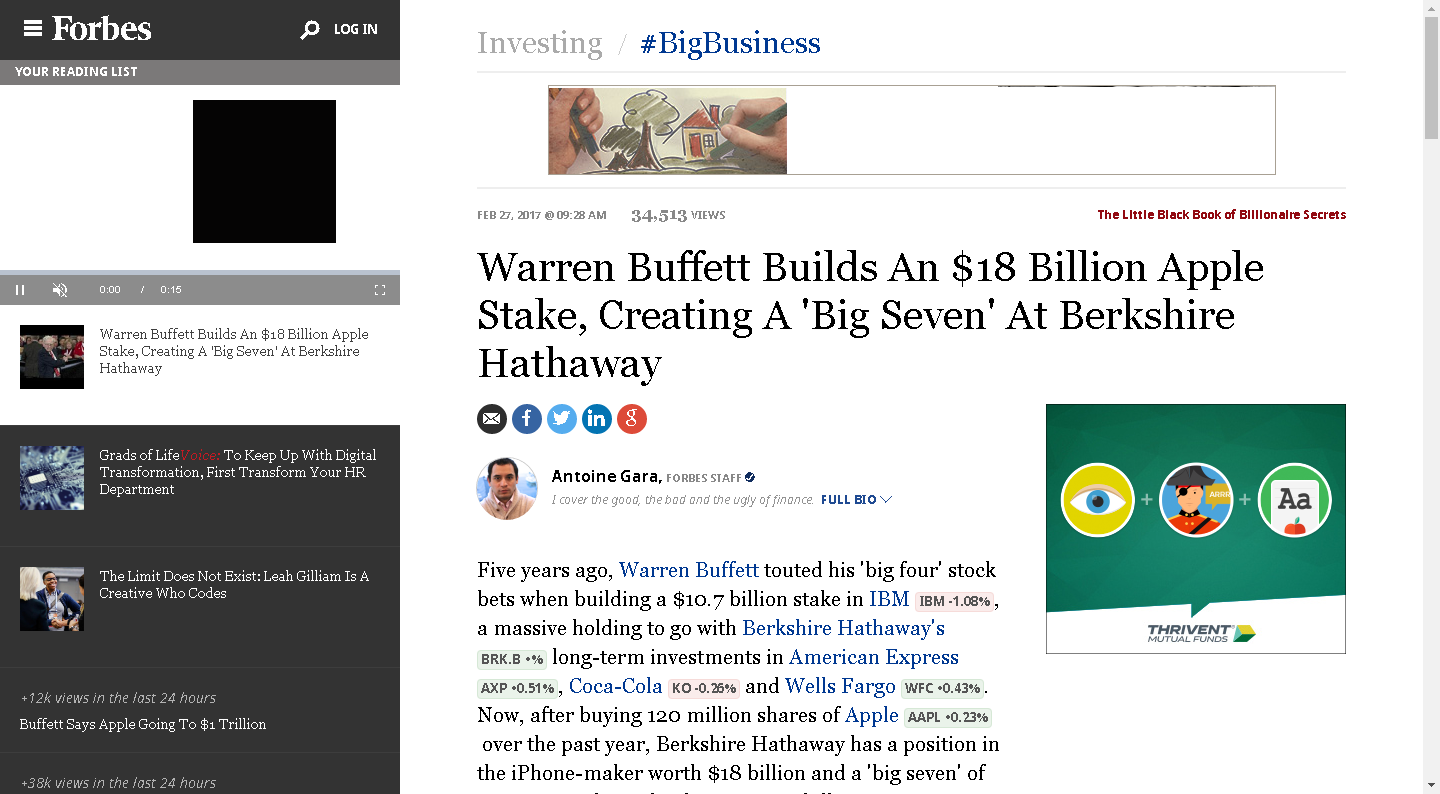 Forbes
LOG IN
YOUR READING LIST
0:00 / 0:15
Warren Buffett Builds An $18 Billion Apple
Stake, Creating A 'Big Seven' At Berkshire
Hathaway
Grads of LifeVoice: To Keep Up With Digital
Transformation, First Transform Your HR
Department
The Limit Does Not Exist: Leah Gilliam Is A
Creative Who Codes
+12k views in the last 24 hours
Buffett Says Apple Going To $1 Trillion
+38k views in the last 24 hours
Investing / #BigBusiness
FEB 27, 2017 @ 09:28 AM 34,513 VIEWS
The Little Black Book of Billionaire Secrets
Warren Buffett Builds An $18 Billion Apple
Stake, Creating A 'Big Seven' At Berkshire
Hathaway
Antoine Gara, FORBES STAFF
I cover the good, the bad and the ugly of finance. FULL BIO
Five years ago, Warren Buffett touted his 'big four' stock
bets when building a $10.7 billion stake in IBM IBM -1.08%,
a massive holding to go with Berkshire Hathaway's
BRK.B +% long-term investments in American Express
AXP +0.51%, Coca-Cola KO -0.26% and Wells Fargo WFC +0.43%.
Now, after buying 120 million shares of Apple AAPL +0.23%
over the past year, Berkshire Hathaway has a position in
the iPhone-maker worth $18 billion and a 'big seven' of
ARRR
Aa
THRIVENT
MUTUAL FUNDS